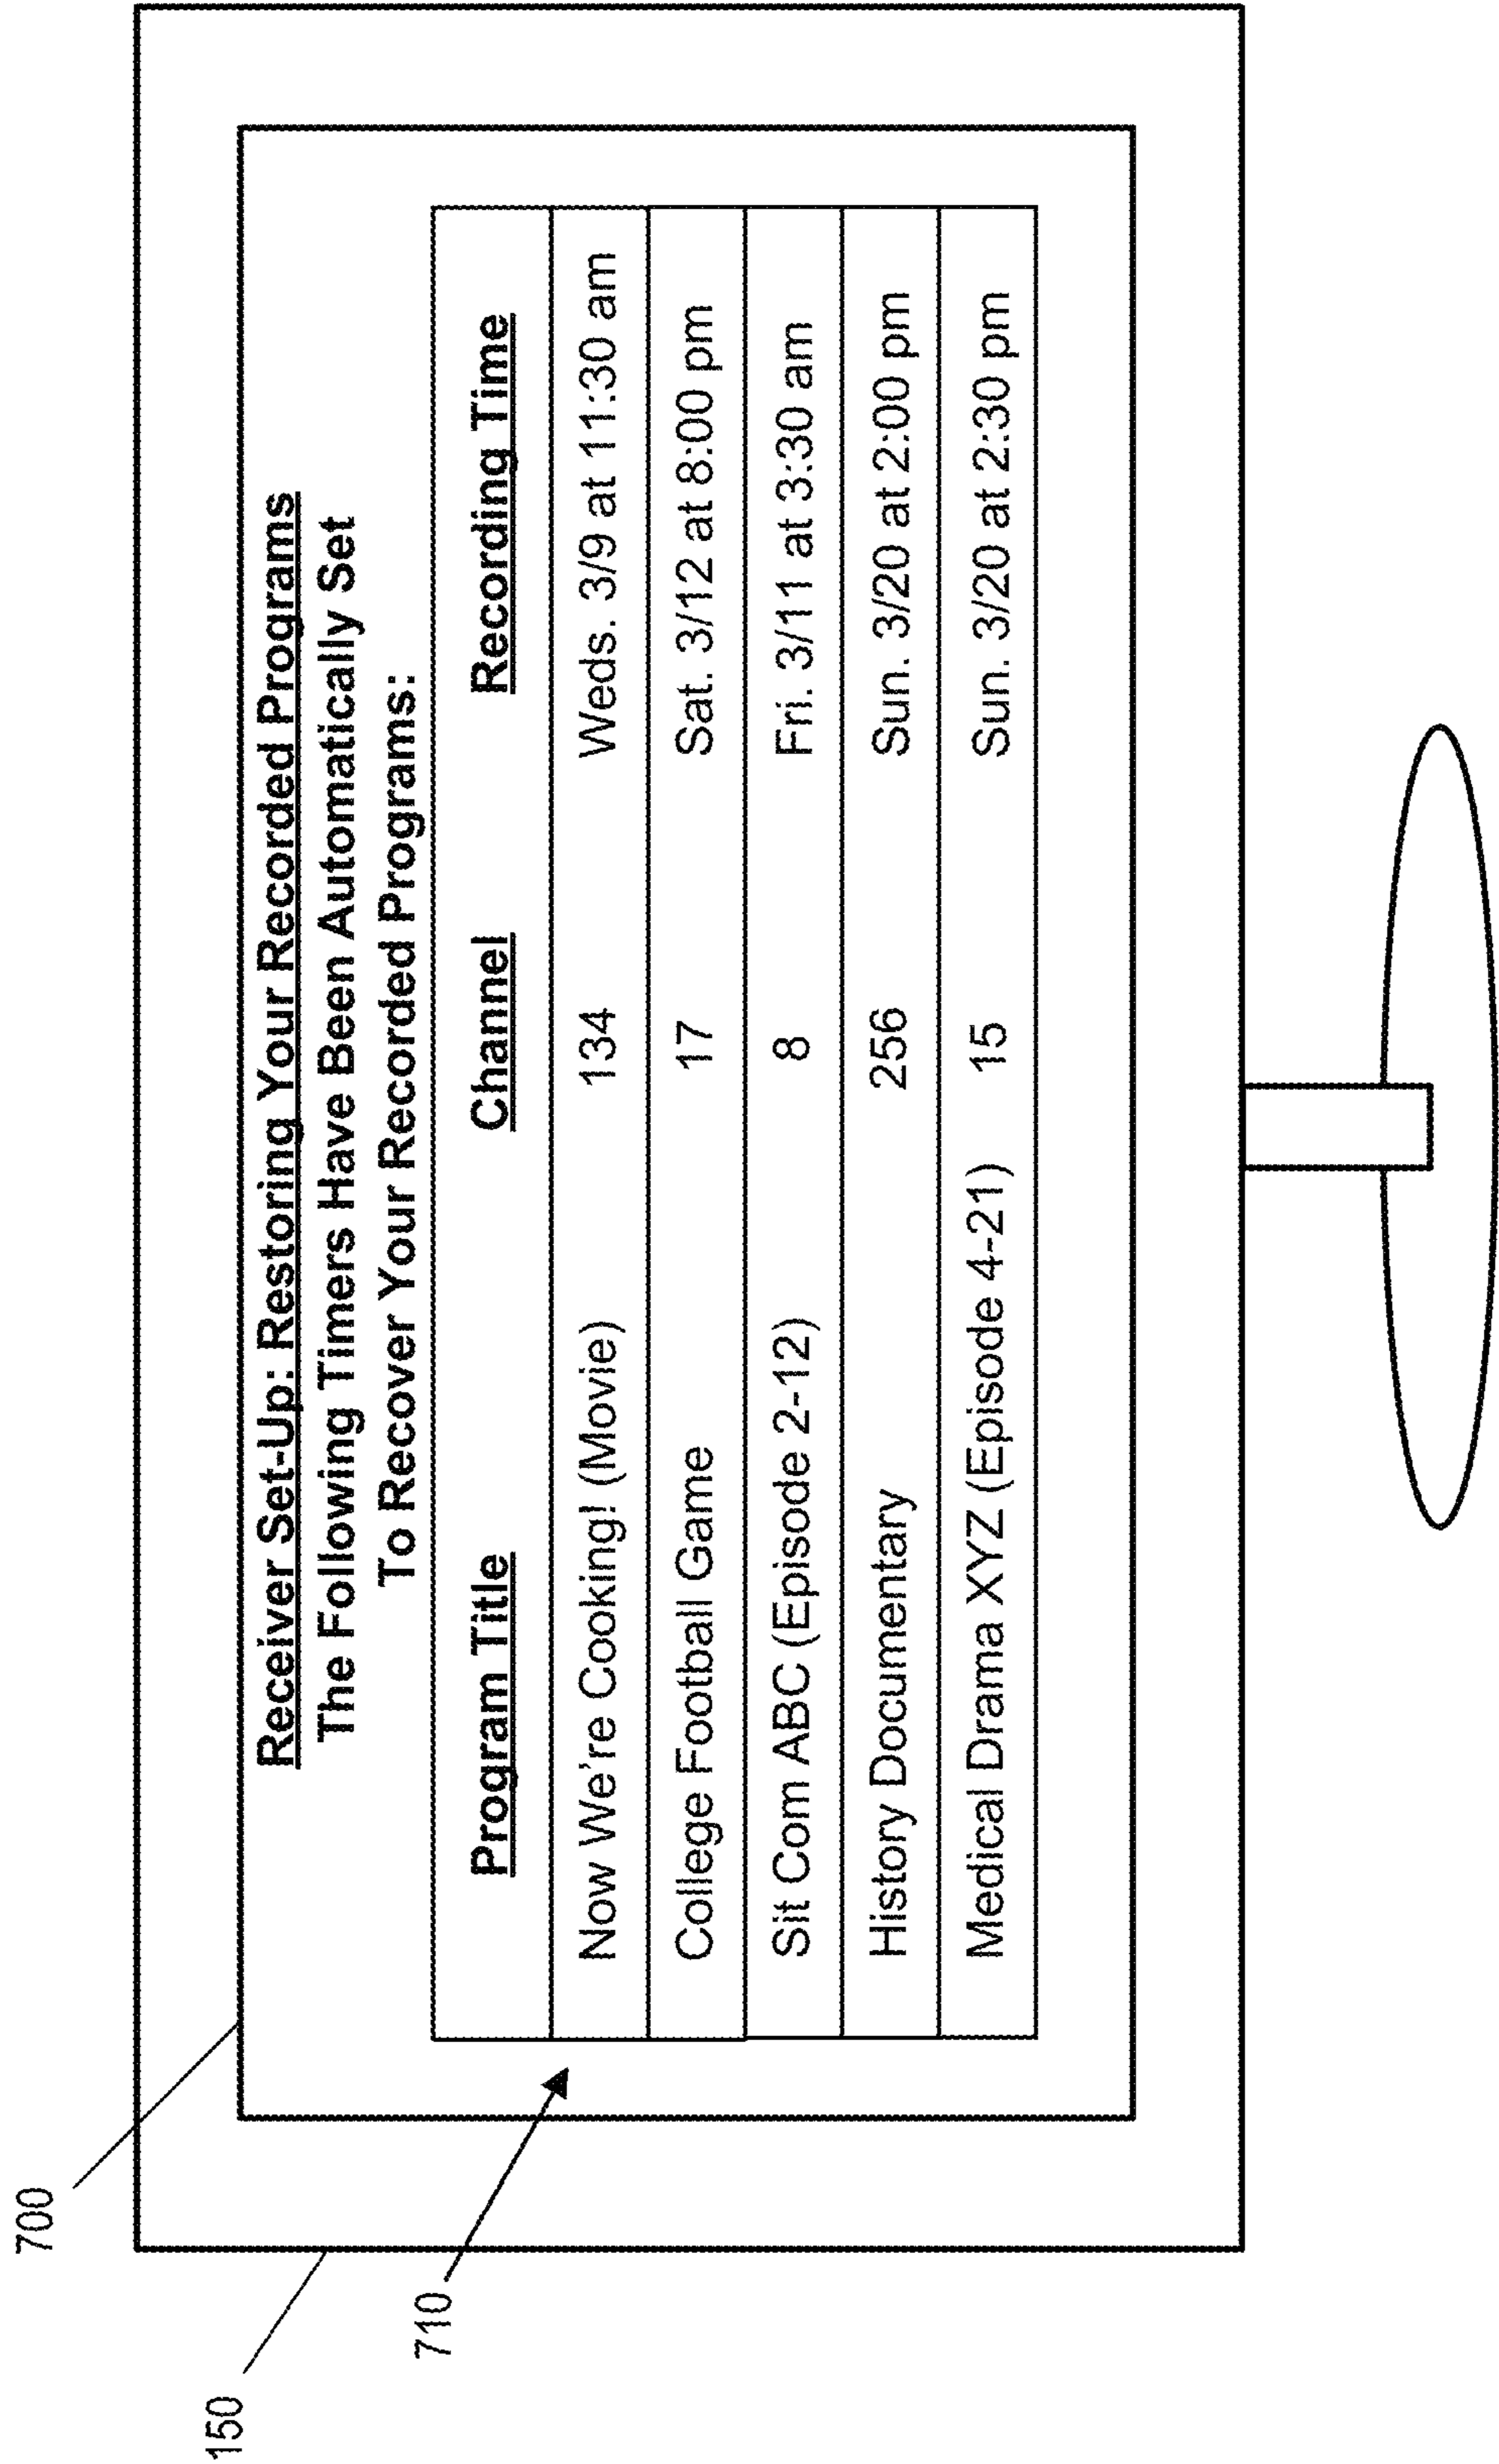 700
150
710
Receiver Set-Up: Restoring Your Recorded Programs
The Following Timers Have Been Automatically Set
To Recover Your Recorded Programs:
Program Title Channel Recording Time
Now We're Cooking! (Movie) 134 Weds. 3/9 at 11:30 am
College Football Game 17 Sat. 3/12 at 8:00 pm
Sit Com ABC (Episode 2-12) 8 Fri. 3/11 at 3:30 am
History Documentary 256 Sun. 3/20 at 2:00 pm
Medical Drama XYZ (Episode 4-21) 15 Sun. 3/20 at 2:30 pm